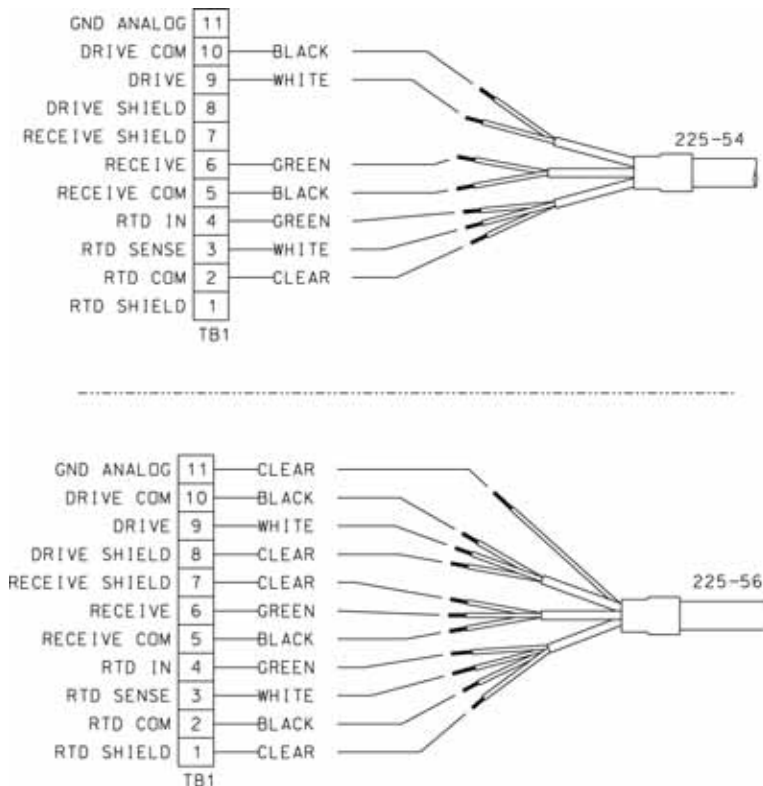 GND ANALOG 11
DRIVE COM 10 BLACK
DRIVE 9 WHITE
DRIVE SHIELD 8
225-54
RECEIVE SHIELD 7
RECEIVE 6 GREEN
RECEIVE COM 5 BLACK
RTD IN 4 GREEN
RTD SENSE 3 WHITE
RTD COM 2 CLEAR
RTD SHIELD 1
TB1
GND ANALOG 11 CLEAR
DRIVE COM 10 BLACK
DRIVE 9 WHITE
DRIVE SHIELD 8 CLEAR
RECEIVE SHIELD 7 CLEAR
225-56
RECEIVE 6 GREEN
RECEIVE COM 5 BLACK
RTD IN 4 GREEN
RTD SENSE 3 WHITE
RTD COM 2 BLACK
RTD SHIELD 1 CLEAR
TB1